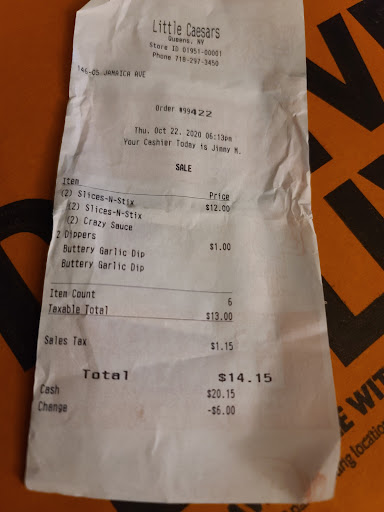 Little Caesars
Queens, NY
Store ID 01951-00001
Phone 718-297-3450
146-05 JAMAICA AVE
Order #99422
Thu. Oct 22, 2020 06:13pm
Your Cashier Today is Jimmy M.
SALE
Item Price
(2) Slices-N-Stix $12.00
(2) Slices-N-Stix
(2) Crazy Sauce
2 Dippers $1.00
Buttery Garlic Dip
Buttery Garlic Dip
Item Count 6
Taxable Total $13.00
Sales Tax $1.15
Total $14.15
Cash $20.15
Change -$6.00
E WIT
ng location